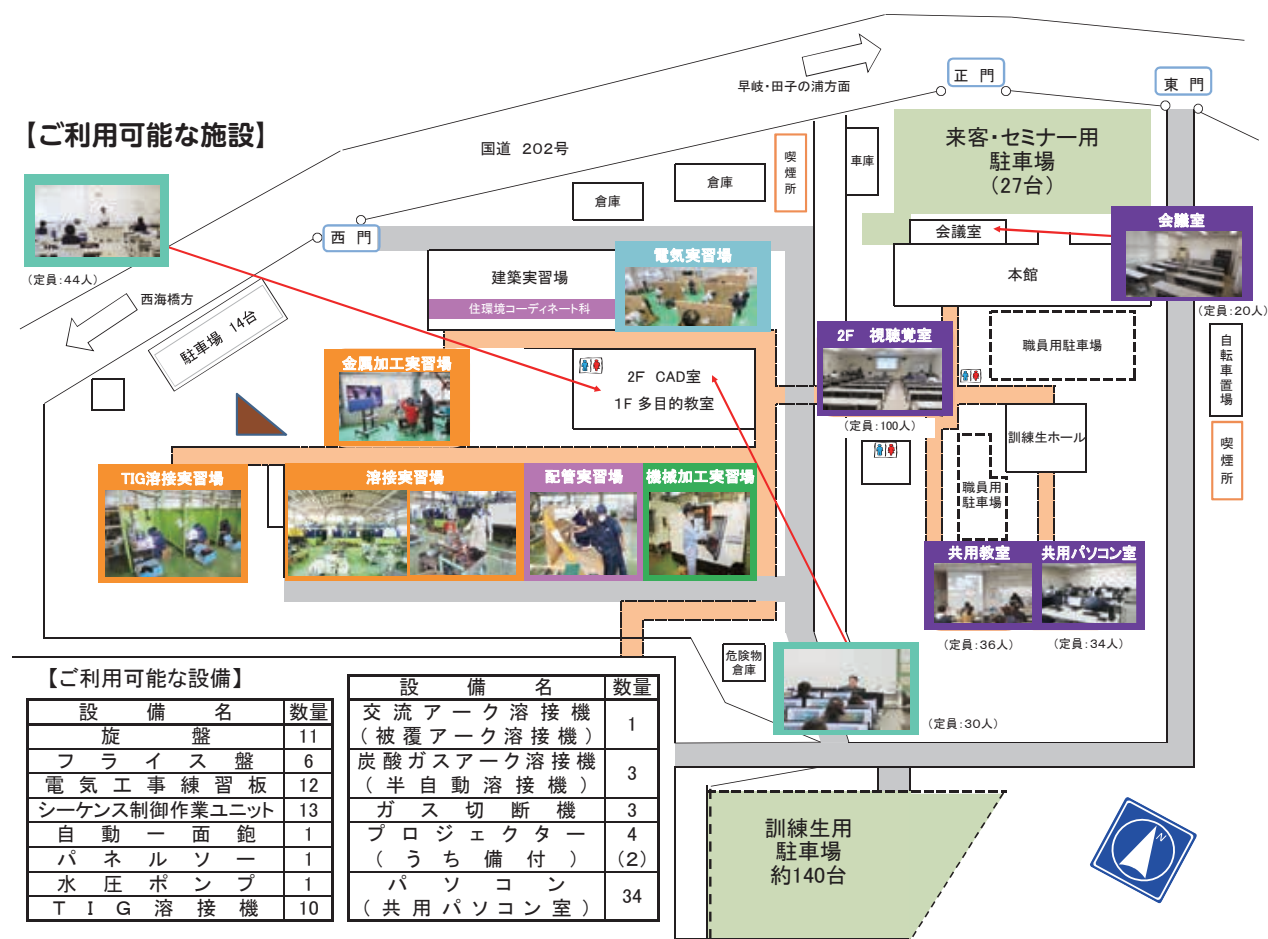 早岐・田子の浦方面
正 門
東 門
【ご利用可能な施設】
国道 202号
喫煙所
車庫
来客・セミナー用
駐車場
（27台）
倉庫
倉庫
西 門
会議室
会議室
（定員：20人）
本館
（定員：44人）
西海橋方
駐車場 14台
建築実習場
住環境コーディネート科
電気実習場
2F 視聴覚室
（定員：100人）
職員用駐車場
自転車置場
喫煙所
金属加工実習場
2F CAD室
1F 多目的教室
訓練生ホール
職員用
駐車場
TIG溶接実習場
溶接実習場
配管実習場
機械加工実習場
共用教室
共用パソコン室
（定員：36人）
（定員：34人）
危険物
倉庫
（定員：30人）
【ご利用可能な設備】
設 備 名 数量
旋 盤 11
フ ラ イ ス 盤 6
電 気 工 事 練 習 板 12
シーケンス制御作業ユニット 13
自 動 一 面 鉋 1
パ ネ ル ソ ー 1
水 圧 ポ ン プ 1
T I G 溶 接 機 10
設 備 名 数量
交 流 ア ー ク 溶 接 機
（ 被 覆 ア ー ク 溶 接 機 ） 1
炭 酸 ガ ス ア ー ク 溶 接 機
（ 半 自 動 溶 接 機 ） 3
ガ ス 切 断 機 3
プ ロ ジ ェ ク タ ー 4
（ う ち 備 付 ） （2）
パ ソ コ ン
（ 共 用 パ ソ コ ン 室 ） 34
訓練生用
駐車場
約140台
N